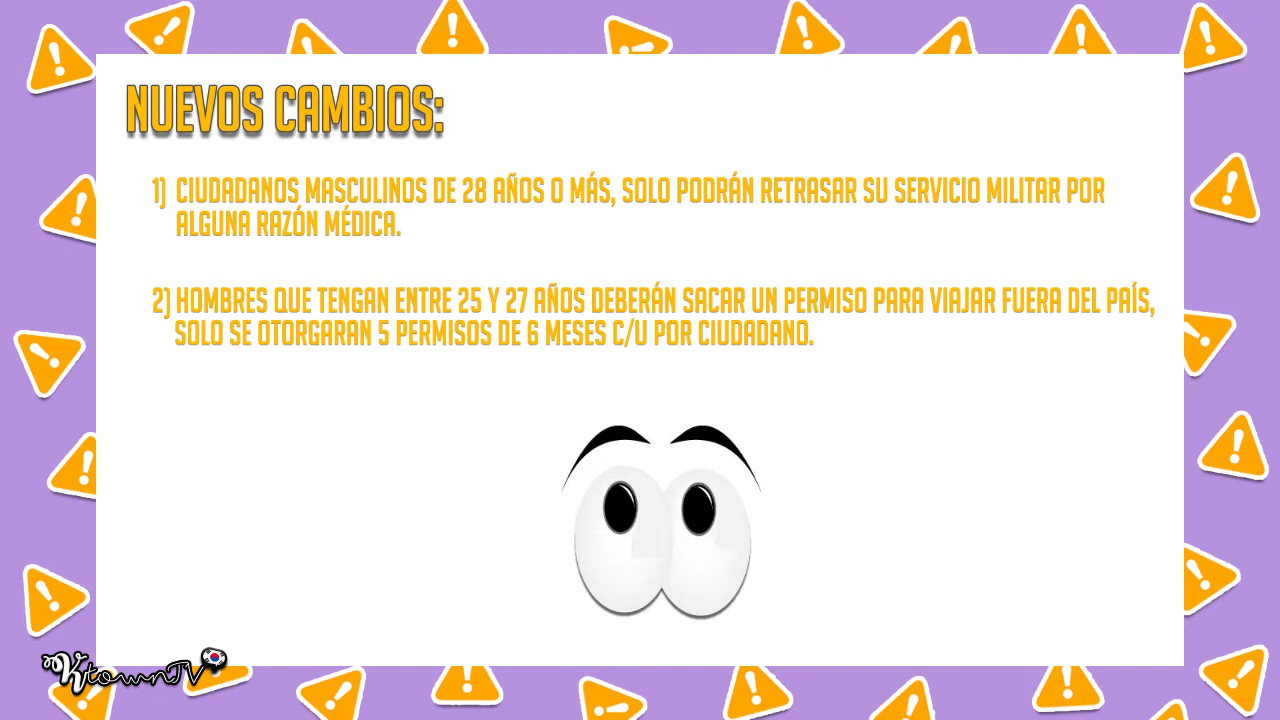 NUEVOS CAMBIOS:
1) CIUDADANOS MASCULINOS DE 28 AÑOS O MÁS, SOLO PODRÁN RETRASAR SU SERVICIO MILITAR POR
ALGUNA RAZÓN MÉDICA.
2) HOMBRES QUE TENGAN ENTRE 25 Y 27 AÑOS DEBERÁN SACAR UN PERMISO PARA VIAJAR FUERA DEL PAÍS,
SOLO SE OTORGARAN 5 PERMISOS DE 6 MESES C/U POR CIUDADANO.
KtownTV